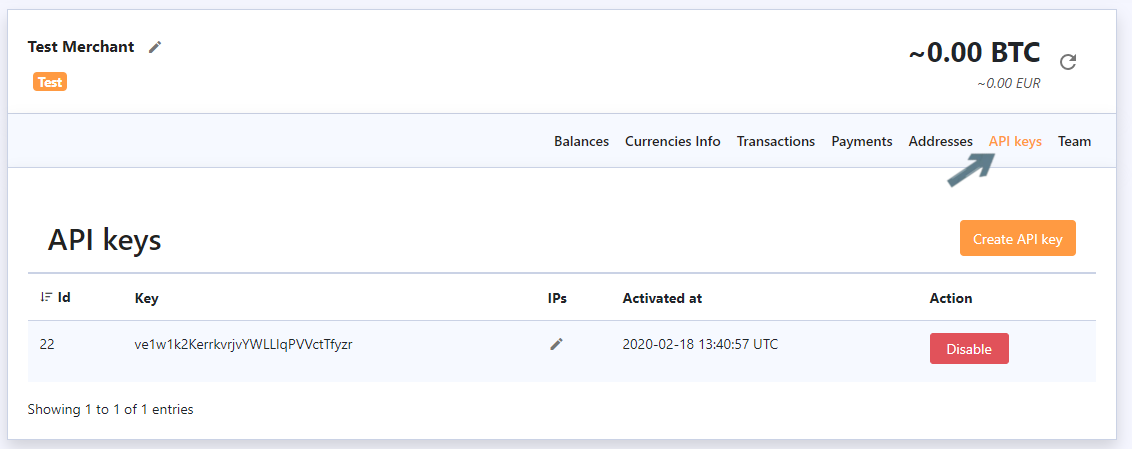 Test Merchant
Test
~0.00 BTC
~0.00 EUR
Balances Currencies Info Transactions Payments Addresses API keys Team
API keys
Create API key
Id Key IPs Activated at Action
22 ve1w1k2KerrkvrjvYWLLIqPVVctTfyzr 2020-02-18 13:40:57 UTC Disable
Showing 1 to 1 of 1 entries